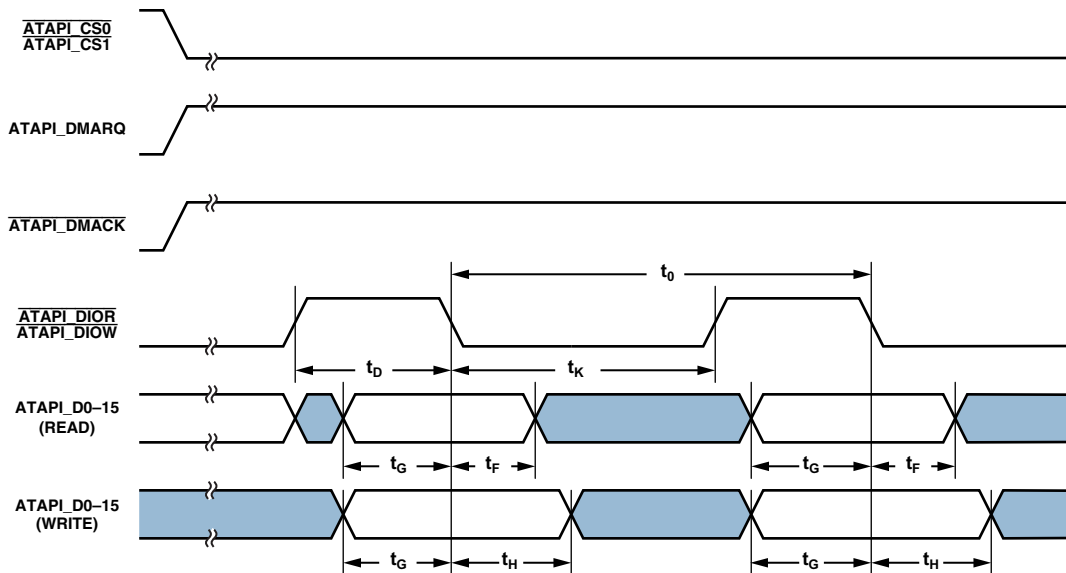 ATAPI_CS0
ATAPI_CS1
ATAPI_DMARQ
ATAPI_DMACK
t0
ATAPI_DIOR
ATAPI_DIOW
tD
tK
ATAPI_D0–15
(READ)
tG
tF
tG
tF
ATAPI_D0–15
(WRITE)
tG
tH
tG
tH